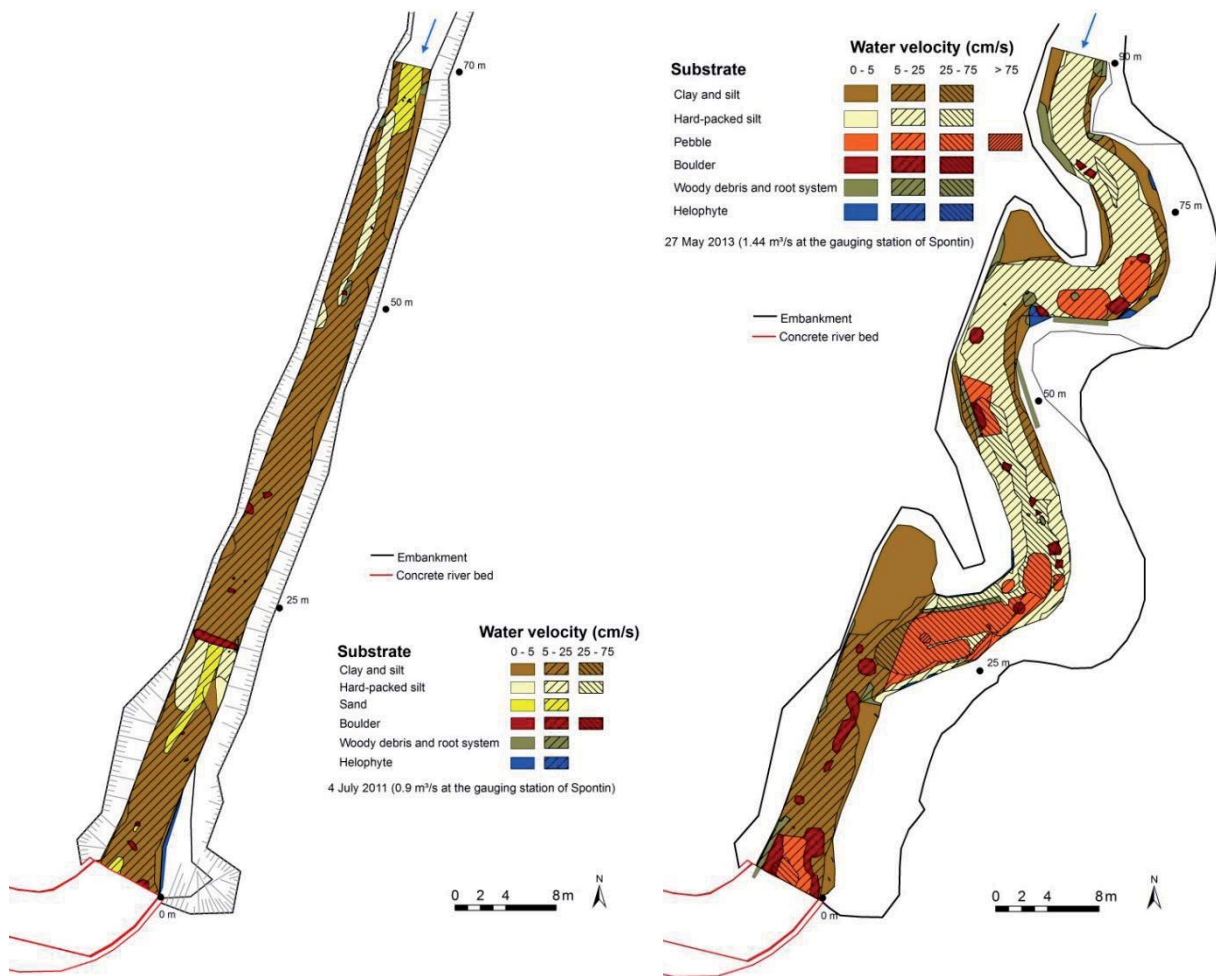 70 m
50 m
25 m
Embankment
Concrete river bed
Water velocity (cm/s)
Substrate 0 - 5 5 - 25 25 - 75
Clay and silt
Hard-packed silt
Sand
Boulder
Woody debris and root system
Helophyte
4 July 2011 (0.9 m³/s at the gauging station of Spontin)
0 m
0 2 4 8 m
N
Water velocity (cm/s)
Substrate 0 - 5 5 - 25 25 - 75 > 75
Clay and silt
Hard-packed silt
Pebble
Boulder
Woody debris and root system
Helophyte
27 May 2013 (1.44 m³/s at the gauging station of Spontin)
Embankment
Concrete river bed
90 m
75 m
50 m
25 m
0 m
0 2 4 8 m
N